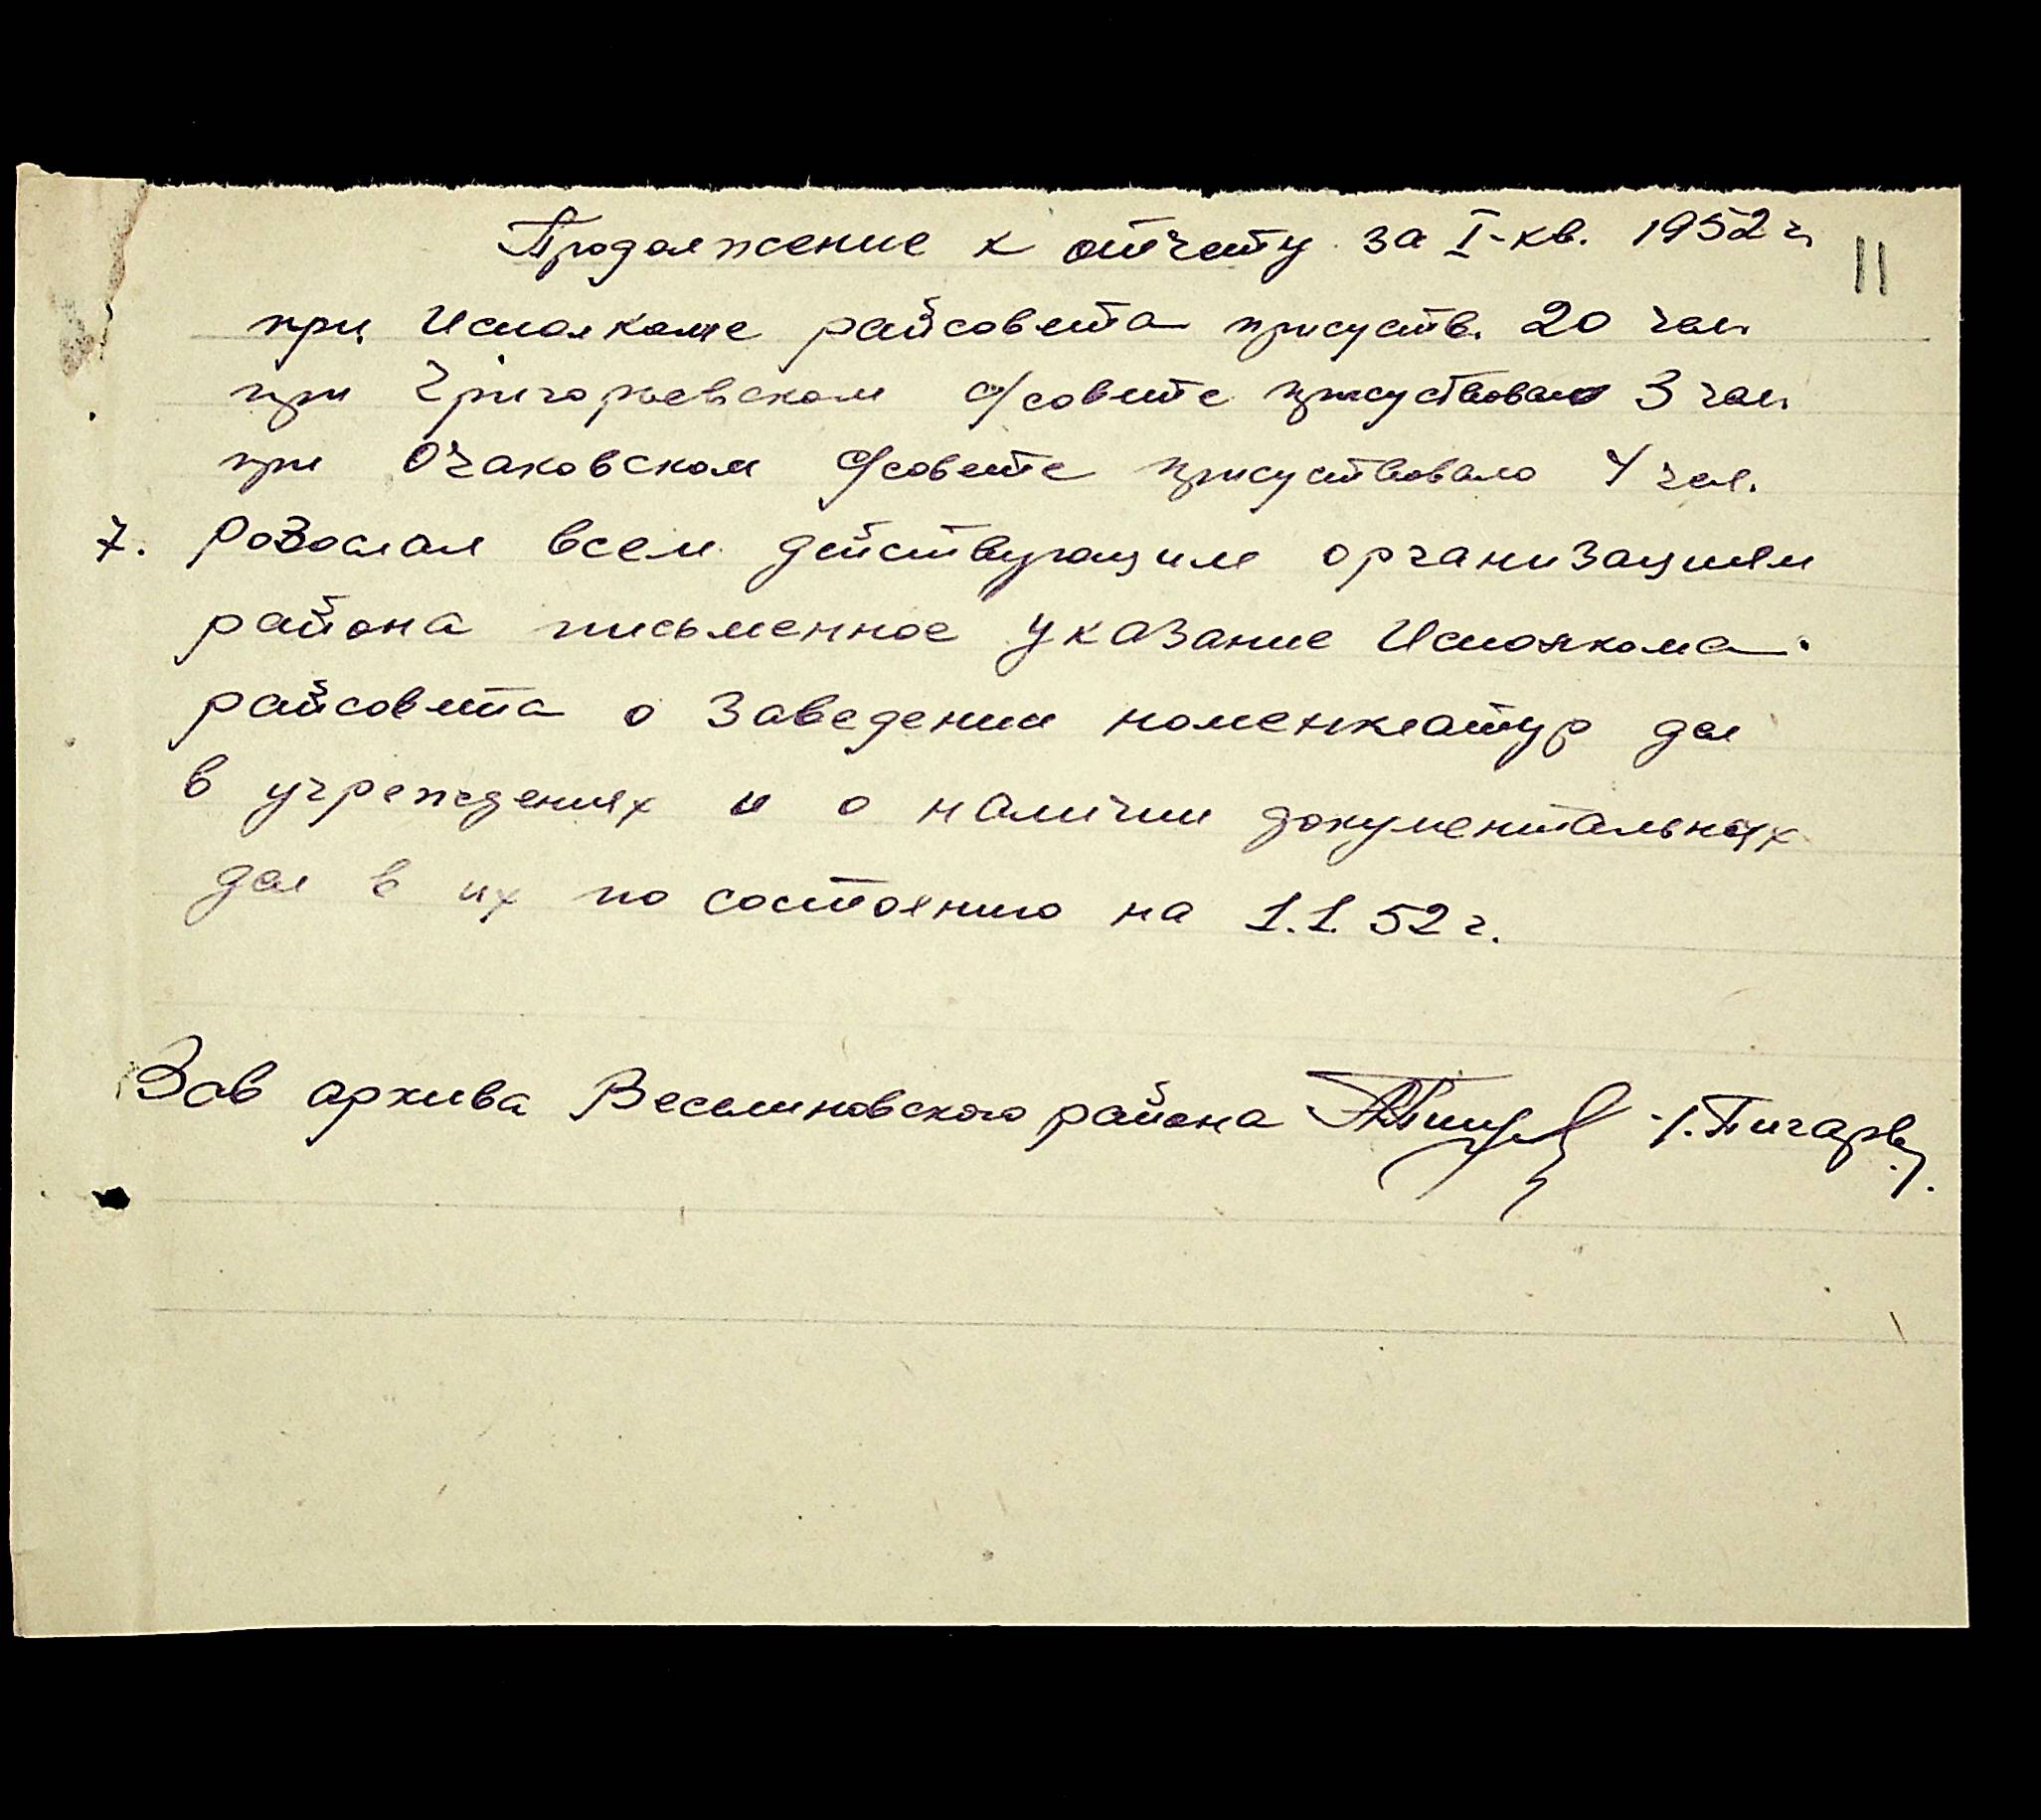 Продолжение к отчету за I-кв. 1952 г.
11
при Исполкоме райсовета присуств. 20 чел.
при Григорьевском с/совете присуствовало 3 чел.
при Очаковском с/совете присуствовало 4 чел.
7. Розослал всем действующим организациям
района письменное указание Исполкома
райсовета о заведении номенклатур дел
в учреждениях и о наличии документальных
дел в их по состоянию на 1.1.52 г.
Зав архива Веселиновского района